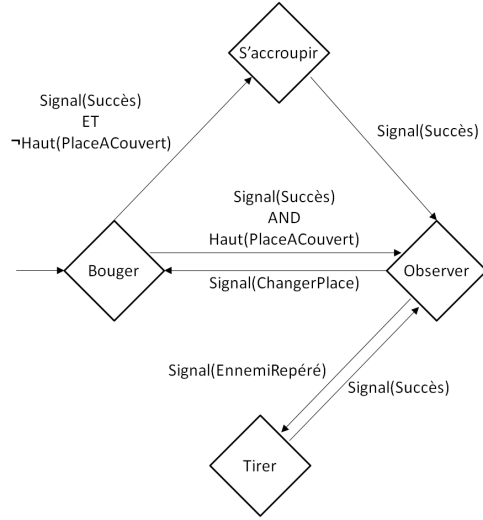 S'accroupir
Signal(Succès)
ET
¬Haut(PlaceACouvert)
Signal(Succès)
Signal(Succès)
AND
Haut(PlaceACouvert)
Bouger
Observer
Signal(ChangerPlace)
Signal(EnnemiRepéré)
Signal(Succès)
Tirer